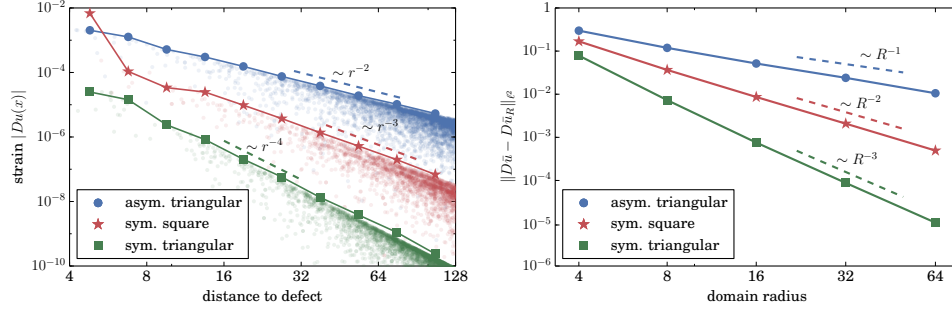 strain |Du(x)|
10⁻²
10⁻⁴
10⁻⁶
10⁻⁸
10⁻¹⁰
∼ r⁻²
∼ r⁻³
∼ r⁻⁴
asym. triangular
sym. square
sym. triangular
4 8 16 32 64 128
distance to defect
‖Dū − Dū_R‖_ℓ²
1
10⁻¹
10⁻²
10⁻³
10⁻⁴
10⁻⁵
10⁻⁶
∼ R⁻¹
∼ R⁻²
∼ R⁻³
asym. triangular
sym. square
sym. triangular
4 8 16 32 64
domain radius